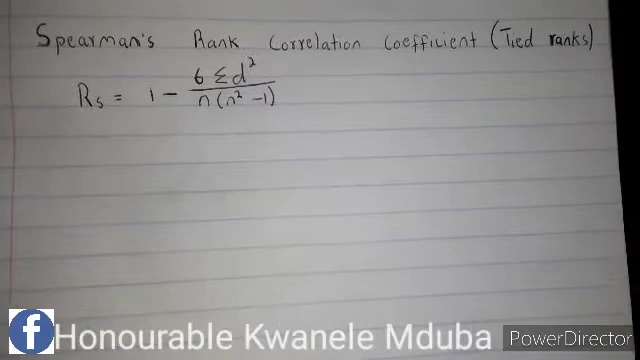 Spearman's Rank Correlation Coefficient (Tied ranks)
Rs = 1 - 6 Σd² / n(n² - 1)
f Honourable Kwanele Mduba PowerDirector